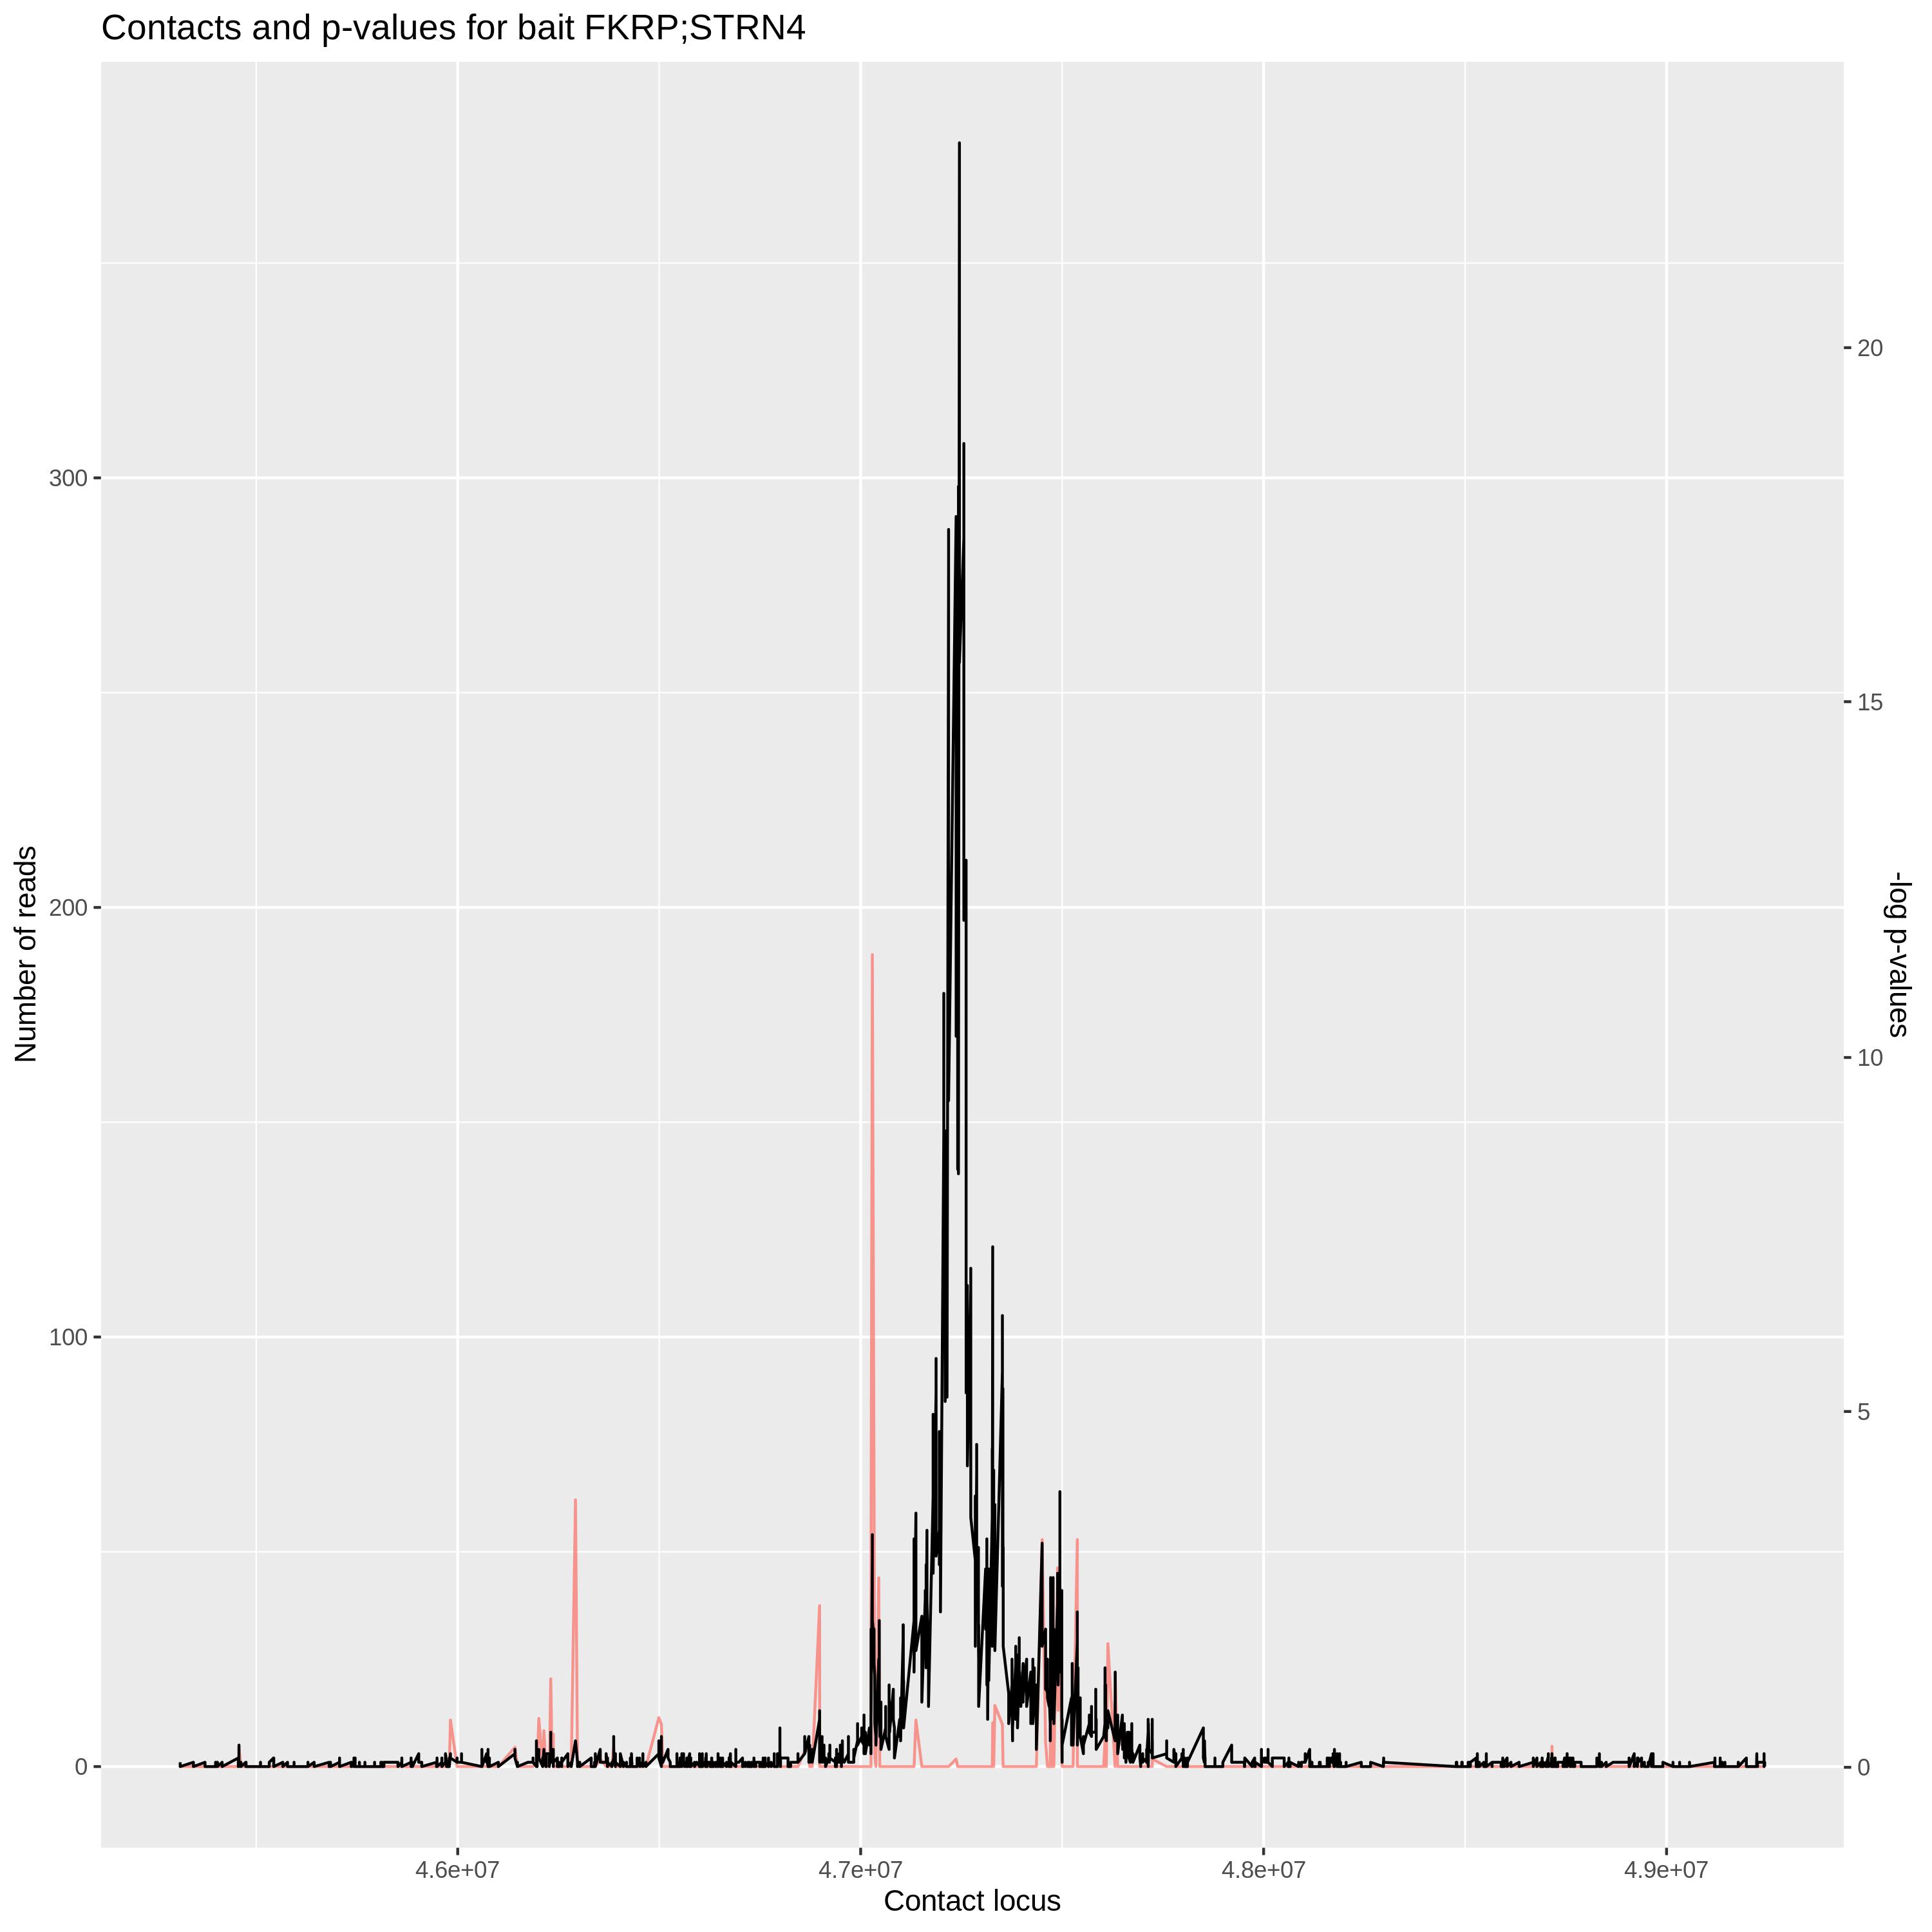 Contacts and p-values for bait FKRP;STRN4
Number of reads
300
200
100
0
20
15
10
5
0
-log p-values
4.6e+07
4.7e+07
4.8e+07
4.9e+07
Contact locus